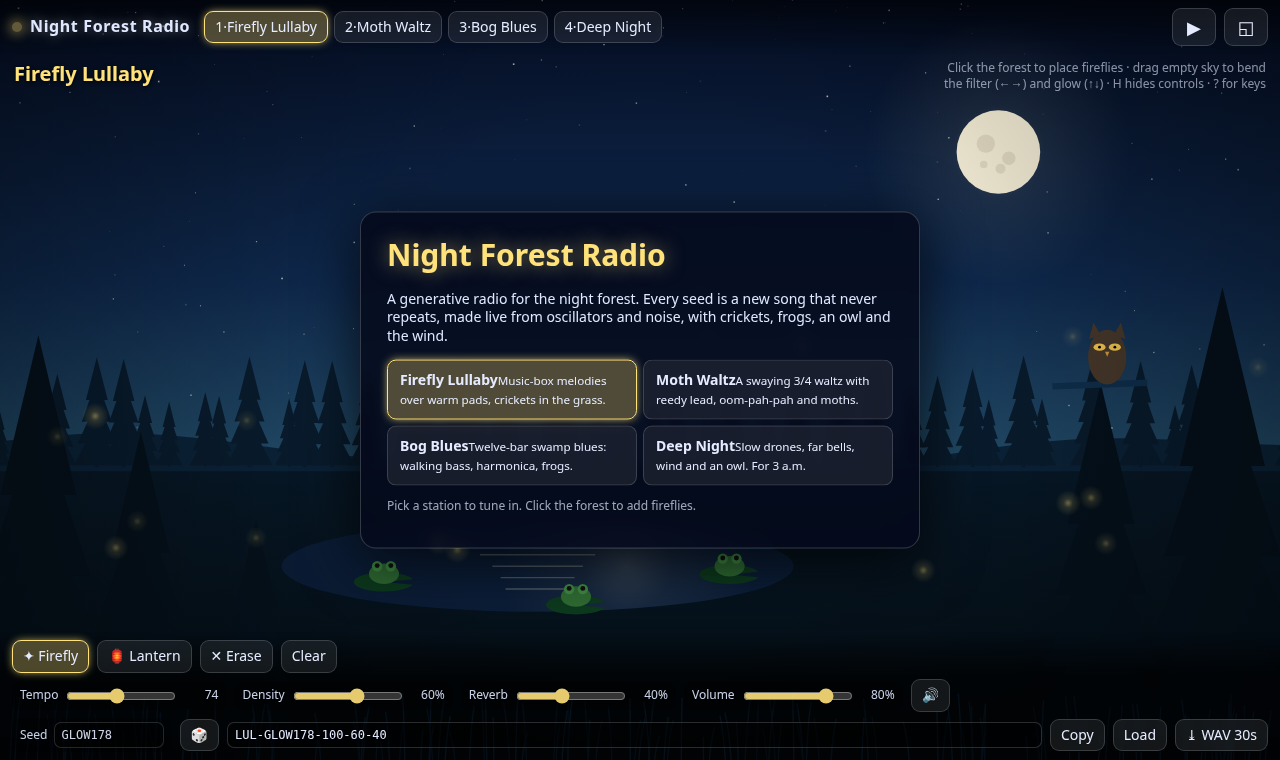 Night Forest Radio
1·Firefly Lullaby
2·Moth Waltz
3·Bog Blues
4·Deep Night
▶
◱
Firefly Lullaby
Click the forest to place fireflies · drag empty sky to bend
the filter (←→) and glow (↑↓) · H hides controls · ? for keys
Night Forest Radio
A generative radio for the night forest. Every seed is a new song that never
repeats, made live from oscillators and noise, with crickets, frogs, an owl and
the wind.
Firefly LullabyMusic-box melodies
over warm pads, crickets in the grass.
Moth WaltzA swaying 3/4 waltz with
reedy lead, oom-pah-pah and moths.
Bog BluesTwelve-bar swamp blues:
walking bass, harmonica, frogs.
Deep NightSlow drones, far bells,
wind and an owl. For 3 a.m.
Pick a station to tune in. Click the forest to add fireflies.
✦ Firefly
🏮 Lantern
✕ Erase
Clear
Tempo 74
Density 60%
Reverb 40%
Volume 80%
🔊
Seed GLOW178
🎲
LUL-GLOW178-100-60-40
Copy
Load
⤓ WAV 30s